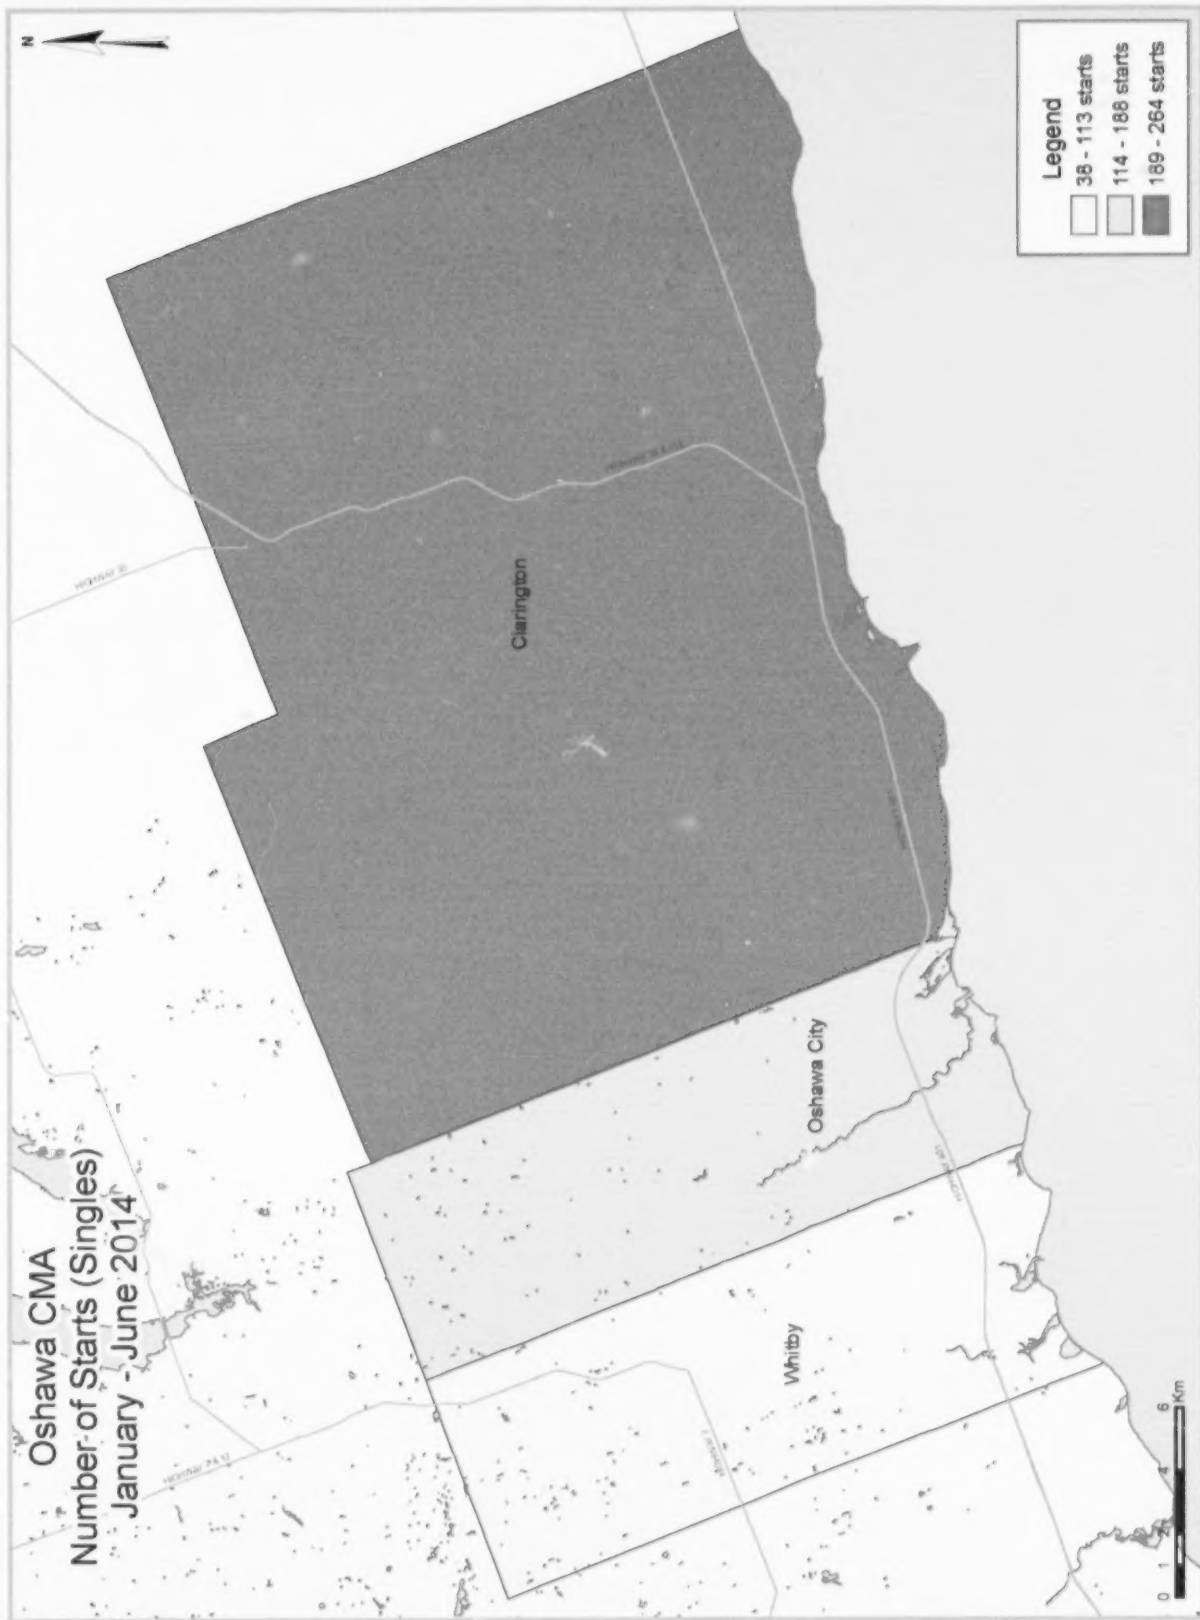 Oshawa CMA
Number of Starts (Singles)
January - June 2014
N
Clarington
Oshawa City
Whitby
Legend
38 - 113 starts
114 - 188 starts
189 - 264 starts
0 1 2 4 6
Km